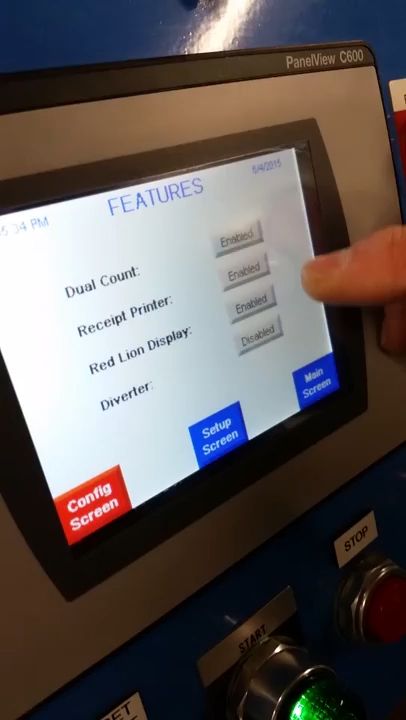 PanelView C600
5:34 PM
FEATURES
6/4/2015
Dual Count:
Enabled
Receipt Printer:
Enabled
Red Lion Display:
Enabled
Diverter:
Disabled
Config
Screen
Setup
Screen
Main
Screen
STOP
START